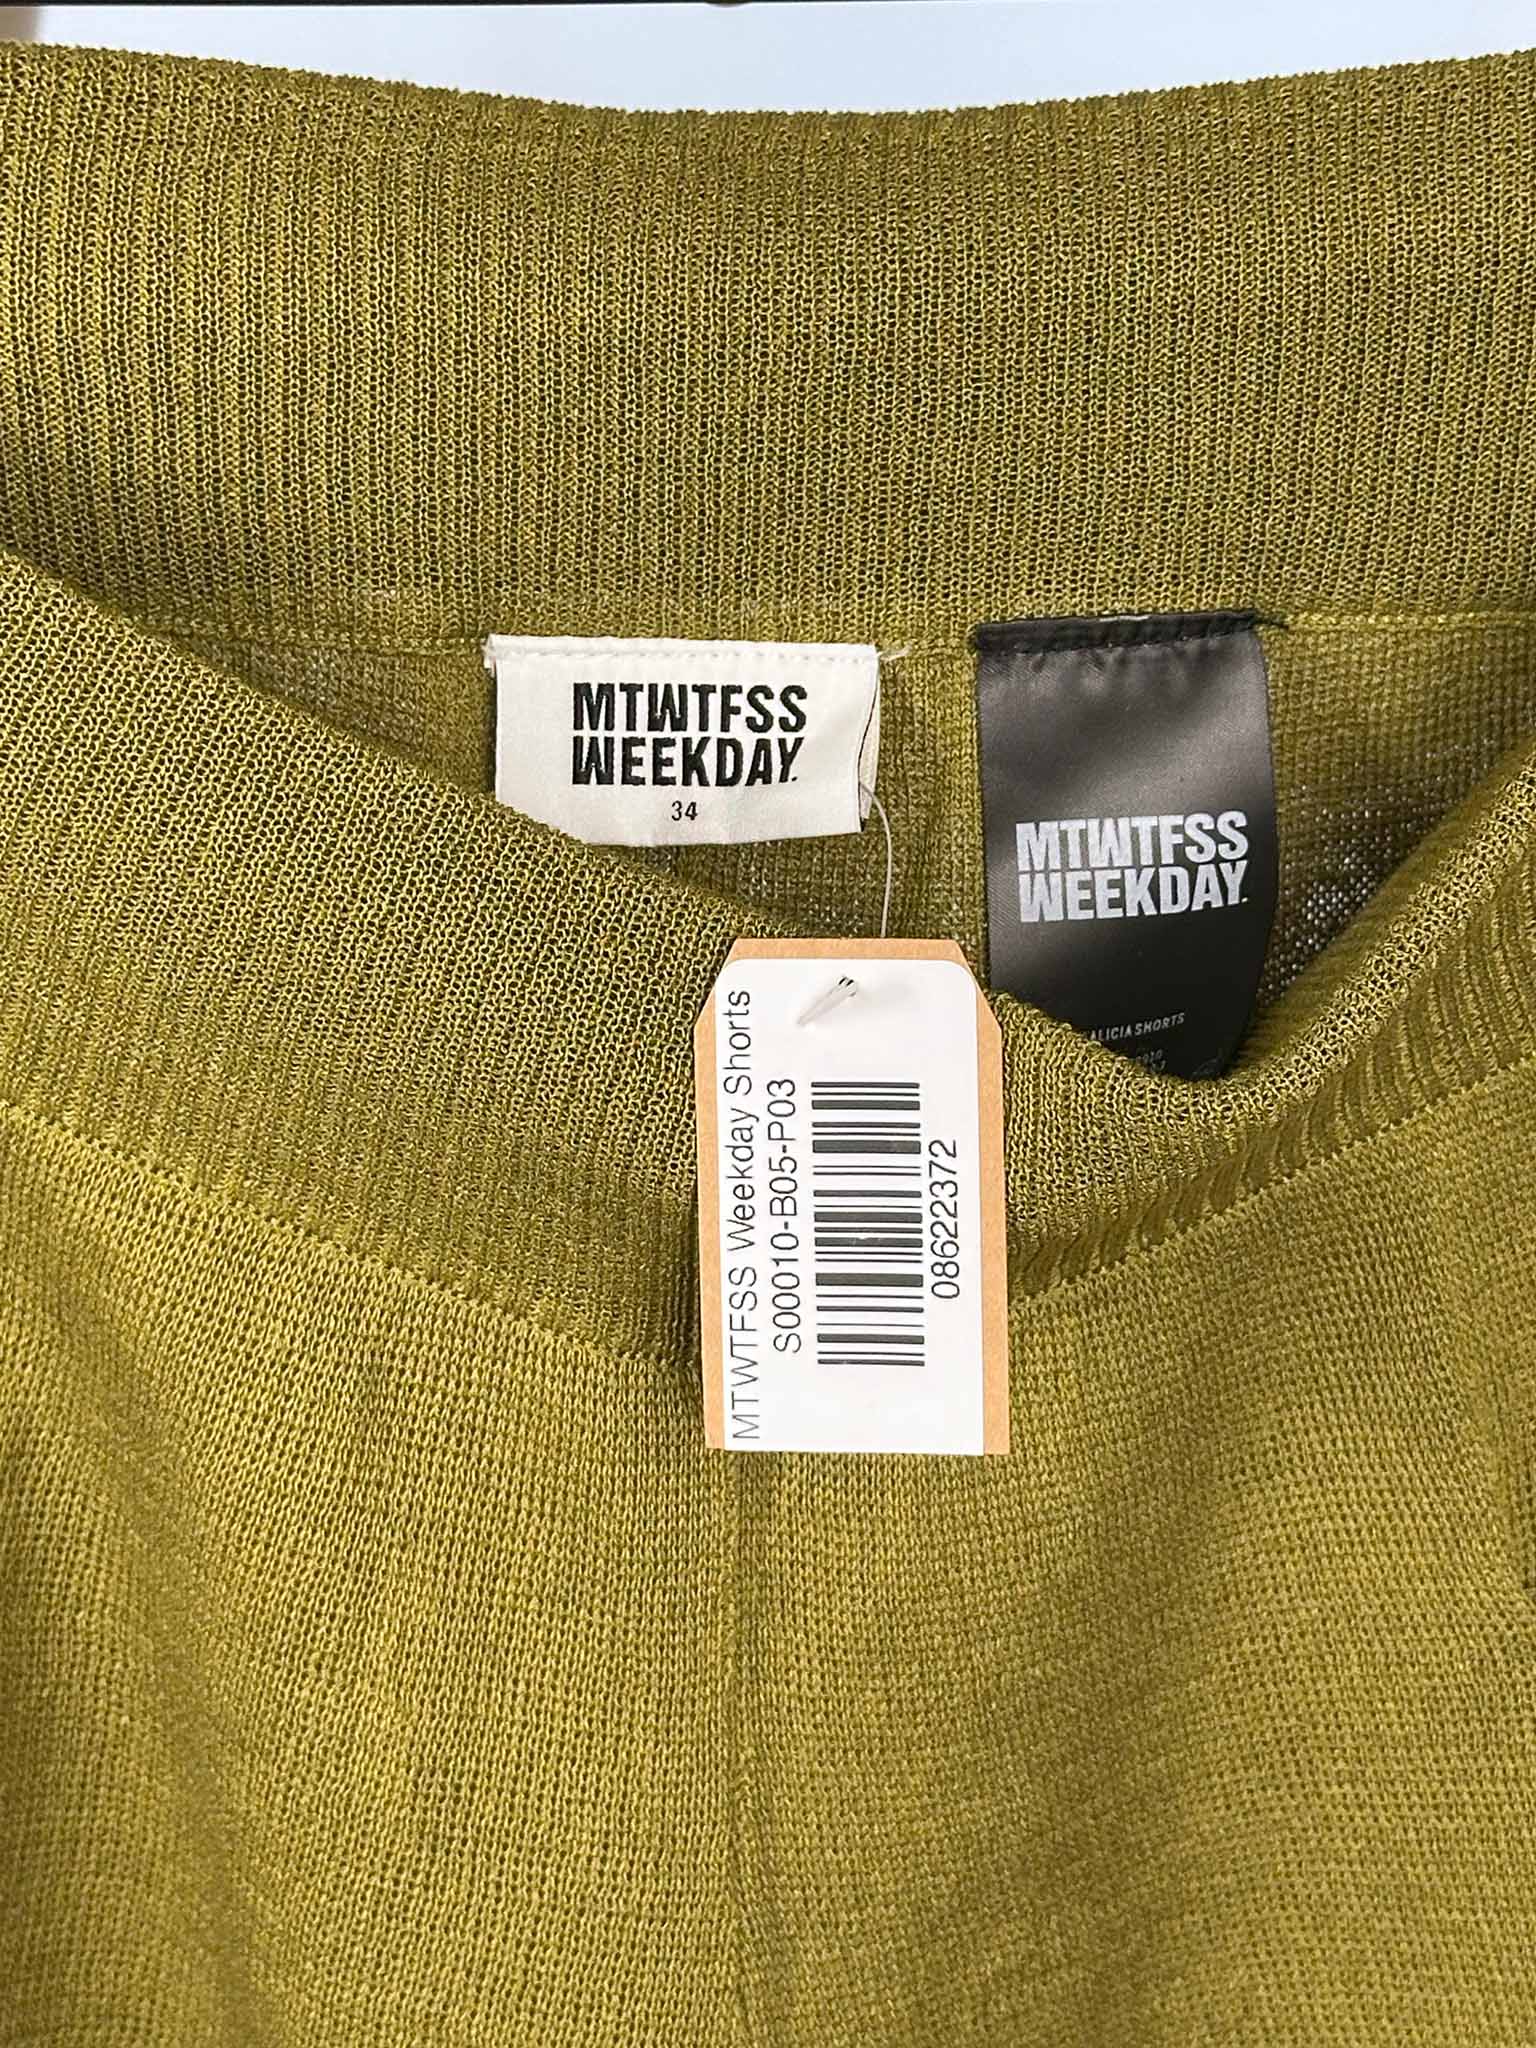 MTWTFSS
WEEKDAY.
34
MTWTFSS
WEEKDAY.
ALICIA SHORTS
MTWTFSS Weekday Shorts
S00010-B05-P03
08622372